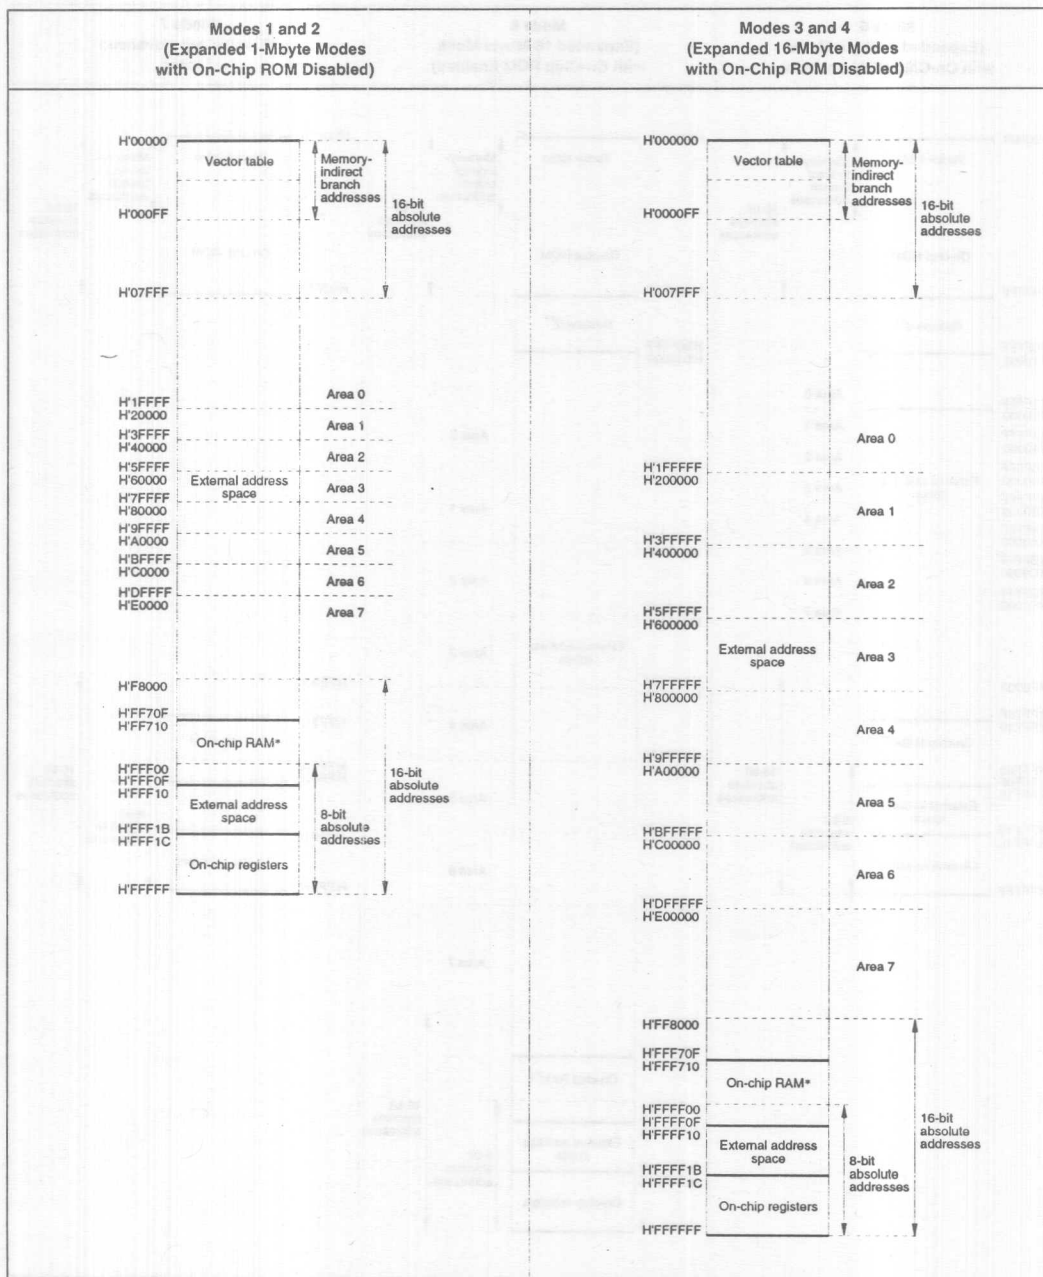 Modes 1 and 2
(Expanded 1-Mbyte Modes
with On-Chip ROM Disabled)
H'00000
Vector table
Memory-
indirect
branch
addresses
H'000FF
16-bit
absolute
addresses
H'07FFF
H'1FFFF
Area 0
H'20000
Area 1
H'3FFFF
H'40000
Area 2
H'5FFFF
H'60000
External address
space
Area 3
H'7FFFF
H'80000
Area 4
H'9FFFF
H'A0000
Area 5
H'BFFFF
H'C0000
Area 6
H'DFFFF
H'E0000
Area 7
H'F8000
H'FF70F
H'FF710
On-chip RAM*
H'FFF00
H'FFF0F
H'FFF10
16-bit
absolute
addresses
External address
space
8-bit
absolute
addresses
H'FFF1B
H'FFF1C
On-chip registers
H'FFFFF
Modes 3 and 4
(Expanded 16-Mbyte Modes
with On-Chip ROM Disabled)
H'000000
Vector table
Memory-
indirect
branch
addresses
H'0000FF
16-bit
absolute
addresses
H'007FFF
Area 0
H'1FFFFF
H'200000
Area 1
H'3FFFFF
H'400000
Area 2
H'5FFFFF
H'600000
External address
space
Area 3
H'7FFFFF
H'800000
Area 4
H'9FFFFF
H'A00000
Area 5
H'BFFFFF
H'C00000
Area 6
H'DFFFFF
H'E00000
Area 7
H'FF8000
H'FFF70F
H'FFF710
On-chip RAM*
H'FFFF00
H'FFFF0F
H'FFFF10
16-bit
absolute
addresses
External address
space
8-bit
absolute
addresses
H'FFFF1B
H'FFFF1C
On-chip registers
H'FFFFFF